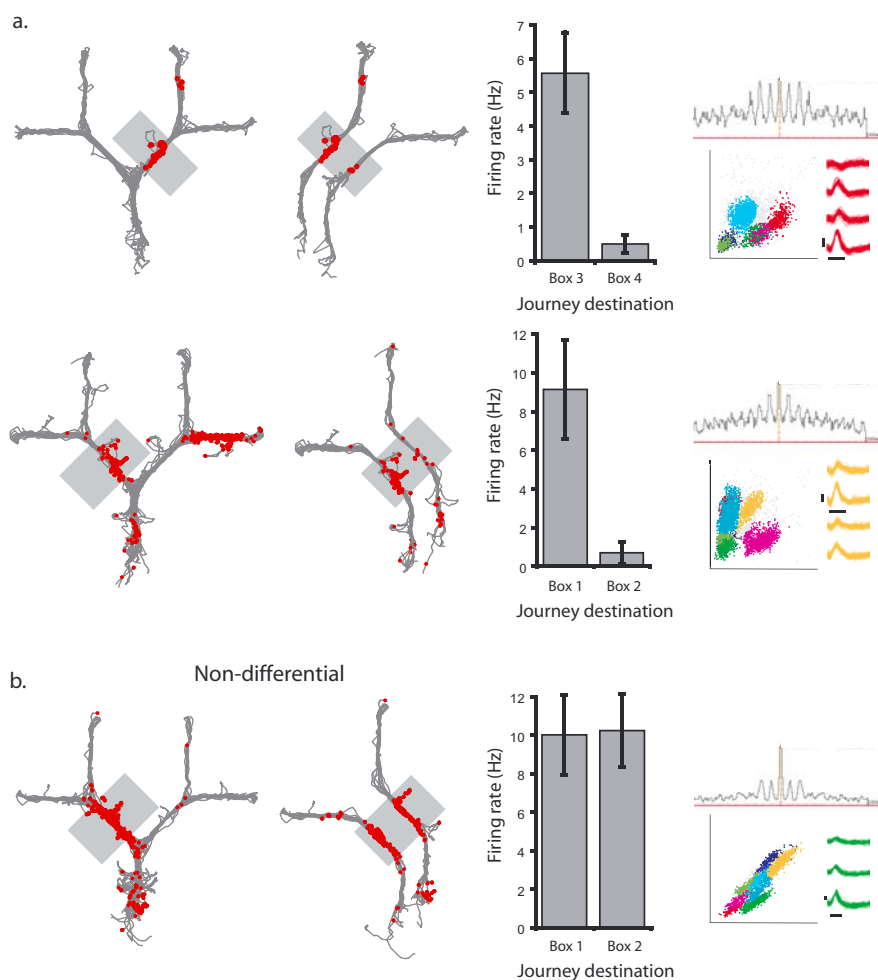 a.
7
6
5
4
3
2
1
0
Firing rate (Hz)
Box 3 Box 4
Journey destination
12
10
8
6
4
2
0
Firing rate (Hz)
Box 1 Box 2
Journey destination
b.
Non-differential
12
10
8
6
4
2
0
Firing rate (Hz)
Box 1 Box 2
Journey destination